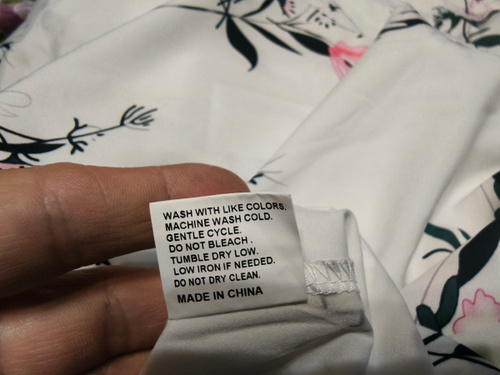 WASH WITH LIKE COLORS.
MACHINE WASH COLD.
GENTLE CYCLE.
DO NOT BLEACH.
TUMBLE DRY LOW.
LOW IRON IF NEEDED.
DO NOT DRY CLEAN.
MADE IN CHINA